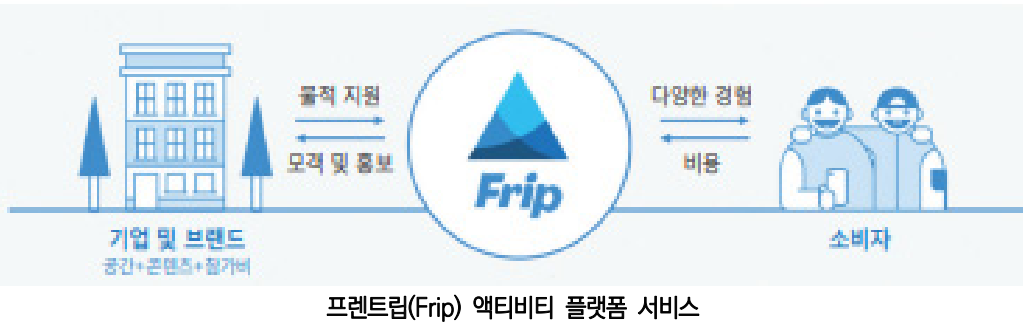 물적 지원
모객 및 홍보
Frip
다양한 경험
비용
기업 및 브랜드
공간+콘텐츠+참가비
소비자
프렌트립(Frip) 액티비티 플랫폼 서비스